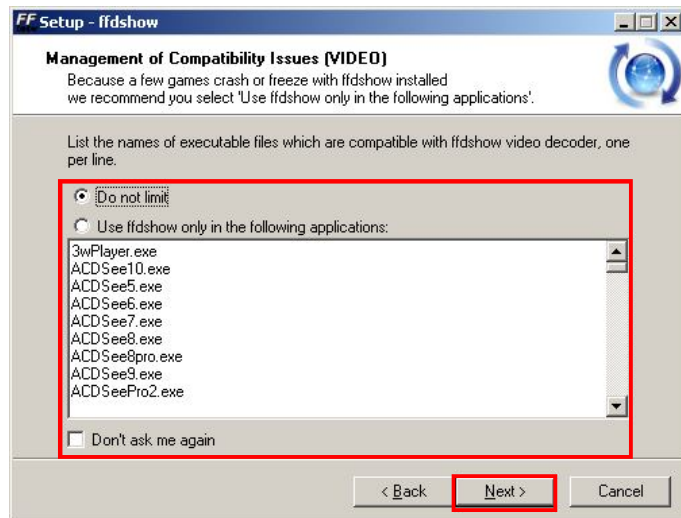 FF Setup - ffdshow
Management of Compatibility Issues (VIDEO)
Because a few games crash or freeze with ffdshow installed
we recommend you select 'Use ffdshow only in the following applications'.
List the names of executable files which are compatible with ffdshow video decoder, one
per line.
Do not limit
Use ffdshow only in the following applications:
3wPlayer.exe
ACDSee10.exe
ACDSee5.exe
ACDSee6.exe
ACDSee7.exe
ACDSee8.exe
ACDSee8pro.exe
ACDSee9.exe
ACDSeePro2.exe
Don't ask me again
< Back Next > Cancel